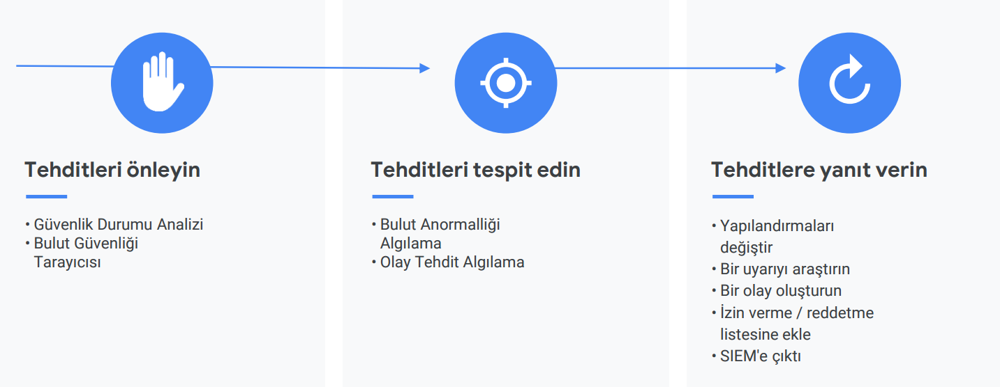 Tehditleri önleyin
• Güvenlik Durumu Analizi
• Bulut Güvenliği
Tarayıcısı
Tehditleri tespit edin
• Bulut Anormalliği
Algılama
• Olay Tehdit Algılama
Tehditlere yanıt verin
• Yapılandırmaları
değiştir
• Bir uyarıyı araştırın
• Bir olay oluşturun
• İzin verme / reddetme
listesine ekle
• SIEM'e çıktı